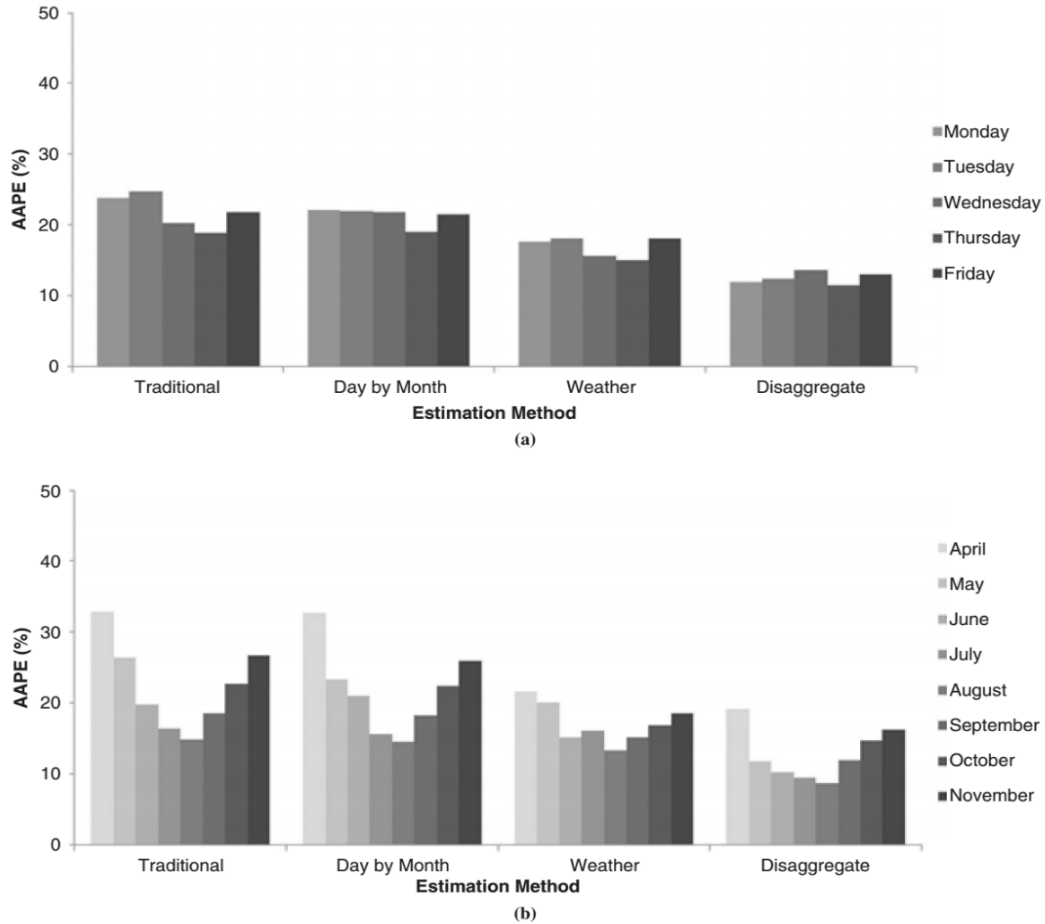 50
40
30
20
10
0
AAPE (%)
Monday
Tuesday
Wednesday
Thursday
Friday
Traditional Day by Month Weather Disaggregate
Estimation Method
(a)
50
40
30
20
10
0
AAPE (%)
April
May
June
July
August
September
October
November
Traditional Day by Month Weather Disaggregate
Estimation Method
(b)